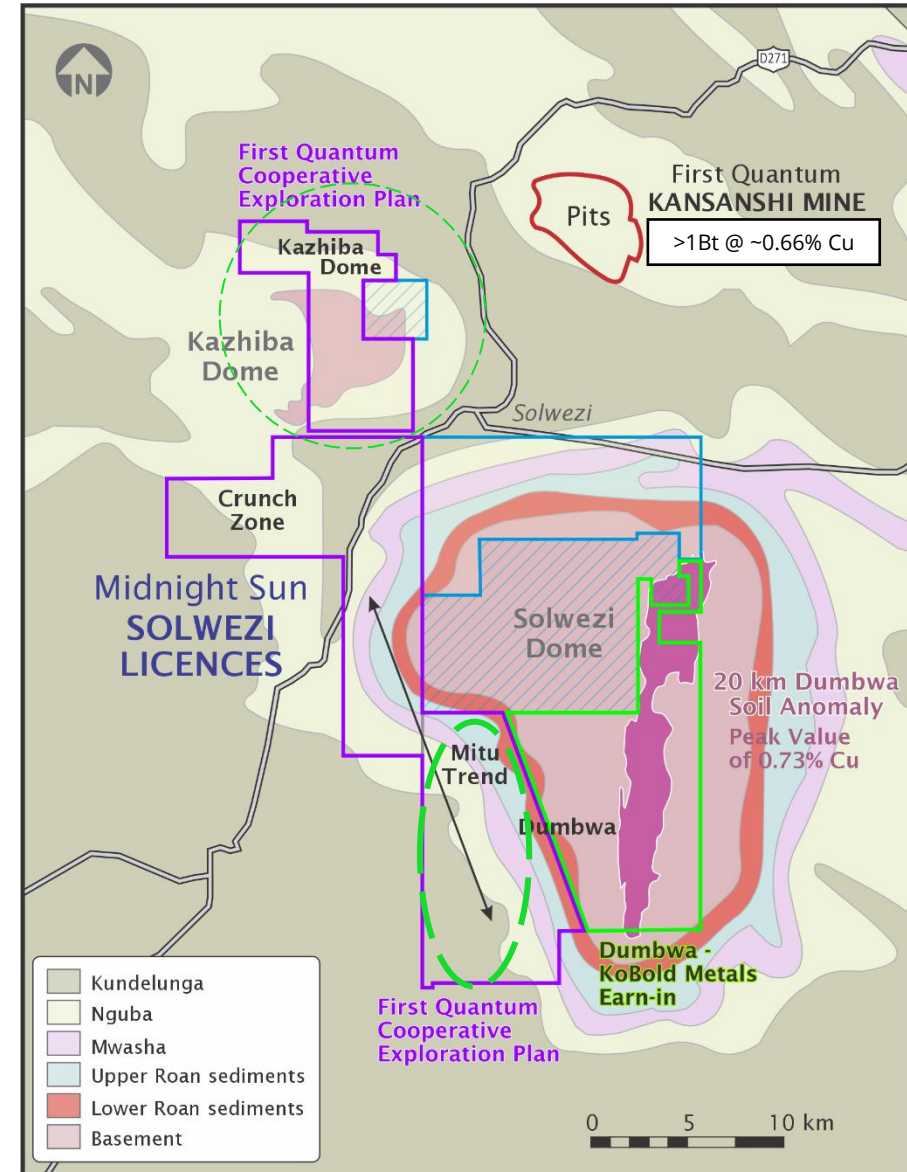 N
D271
First Quantum
Cooperative
Exploration Plan
First Quantum
KANSANSHI MINE
>1Bt @ ~0.66% Cu
Pits
Kazhiba
Dome
Kazhiba
Dome
Solwezi
Crunch
Zone
Midnight Sun
SOLWEZI
LICENCES
Solwezi
Dome
20 km Dumbwa
Soil Anomaly
Peak Value
of 0.73% Cu
Mitu
Trend
Dumbwa
Dumbwa -
KoBold Metals
Earn-in
First Quantum
Cooperative
Exploration Plan
Kundelunga
Nguba
Mwasha
Upper Roan sediments
Lower Roan sediments
Basement
0 5 10 km